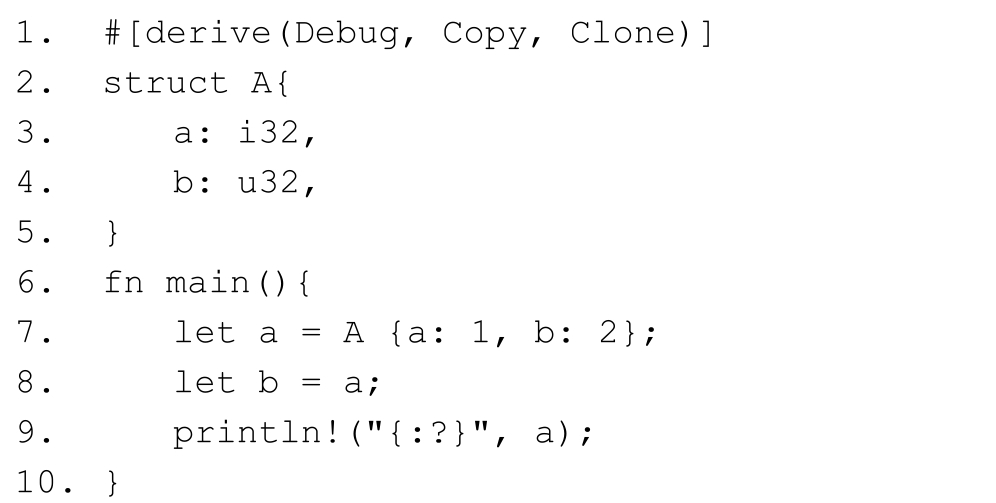 1. #[derive(Debug, Copy, Clone)]
2. struct A{
3. a: i32,
4. b: u32,
5. }
6. fn main(){
7. let a = A {a: 1, b: 2};
8. let b = a;
9. println!("{:?}", a);
10. }